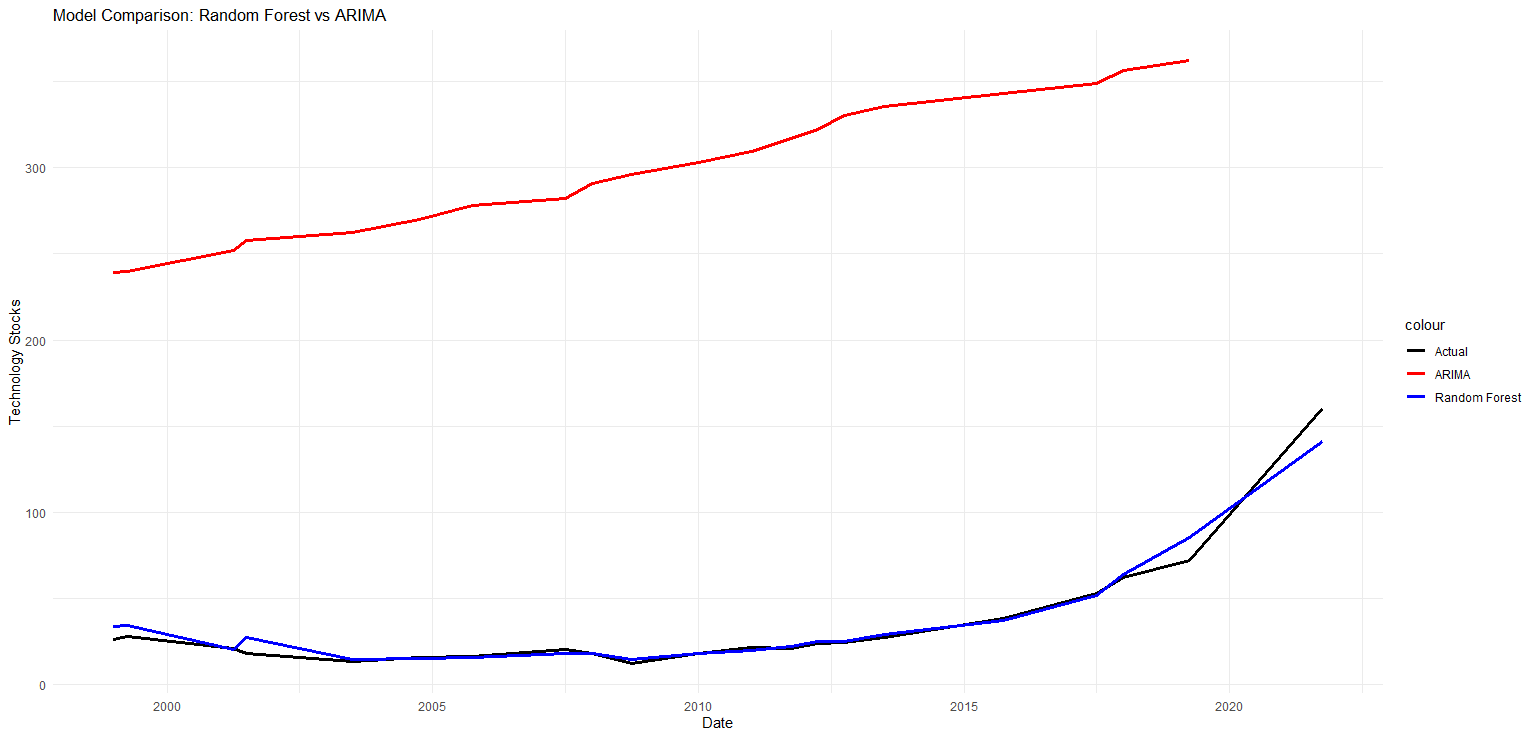 Model Comparison: Random Forest vs ARIMA
Technology Stocks
300
200
100
0
2000
2005
2010
2015
2020
Date
colour
Actual
ARIMA
Random Forest